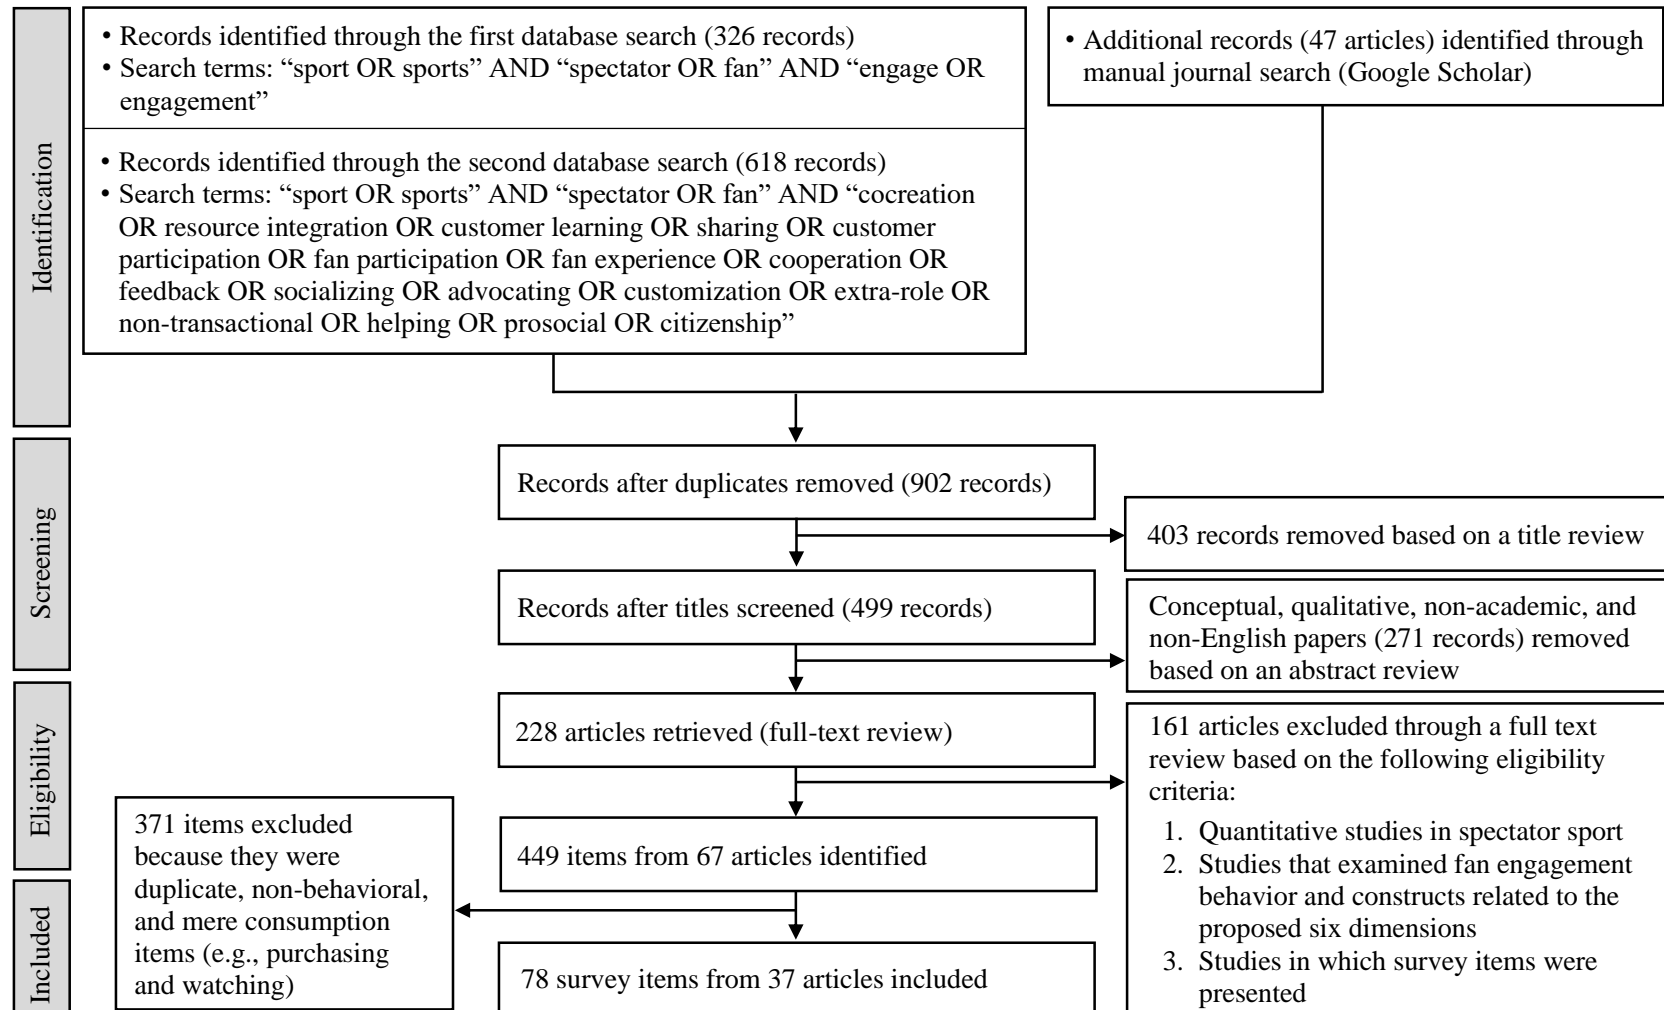 Identification
• Records identified through the first database search (326 records)
• Search terms: “sport OR sports” AND “spectator OR fan” AND “engage OR
engagement”
• Records identified through the second database search (618 records)
• Search terms: “sport OR sports” AND “spectator OR fan” AND “cocreation
OR resource integration OR customer learning OR sharing OR customer
participation OR fan participation OR fan experience OR cooperation OR
feedback OR socializing OR advocating OR customization OR extra-role OR
non-transactional OR helping OR prosocial OR citizenship”
• Additional records (47 articles) identified through
manual journal search (Google Scholar)
Screening
Records after duplicates removed (902 records)
403 records removed based on a title review
Records after titles screened (499 records)
Conceptual, qualitative, non-academic, and
non-English papers (271 records) removed
based on an abstract review
Eligibility
228 articles retrieved (full-text review)
161 articles excluded through a full text
review based on the following eligibility
criteria:
1. Quantitative studies in spectator sport
2. Studies that examined fan engagement
behavior and constructs related to the
proposed six dimensions
3. Studies in which survey items were
presented
449 items from 67 articles identified
371 items excluded
because they were
duplicate, non-behavioral,
and mere consumption
items (e.g., purchasing
and watching)
Included
78 survey items from 37 articles included